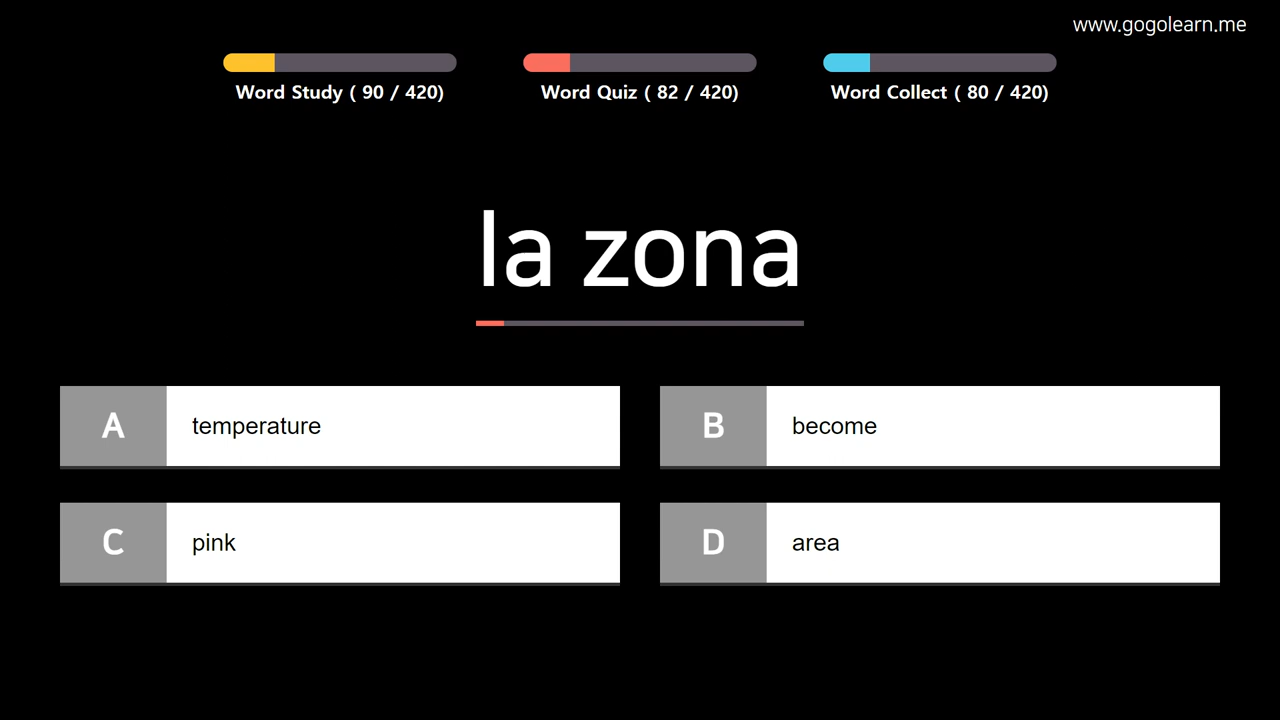 www.gogolearn.me
Word Study ( 90 / 420)
Word Quiz ( 82 / 420)
Word Collect ( 80 / 420)
la zona
A temperature
B become
C pink
D area